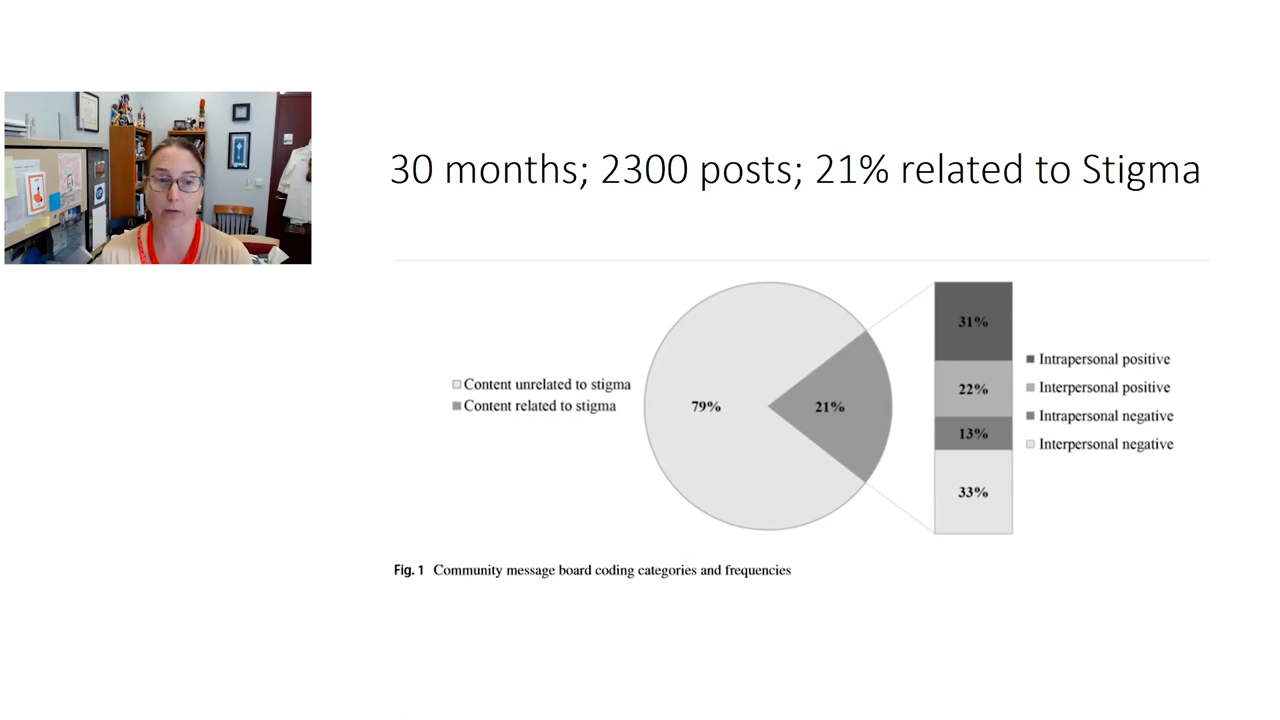 30 months; 2300 posts; 21% related to Stigma
Content unrelated to stigma
Content related to stigma
79%
21%
31%
22%
13%
33%
Intrapersonal positive
Interpersonal positive
Intrapersonal negative
Interpersonal negative
Fig. 1 Community message board coding categories and frequencies